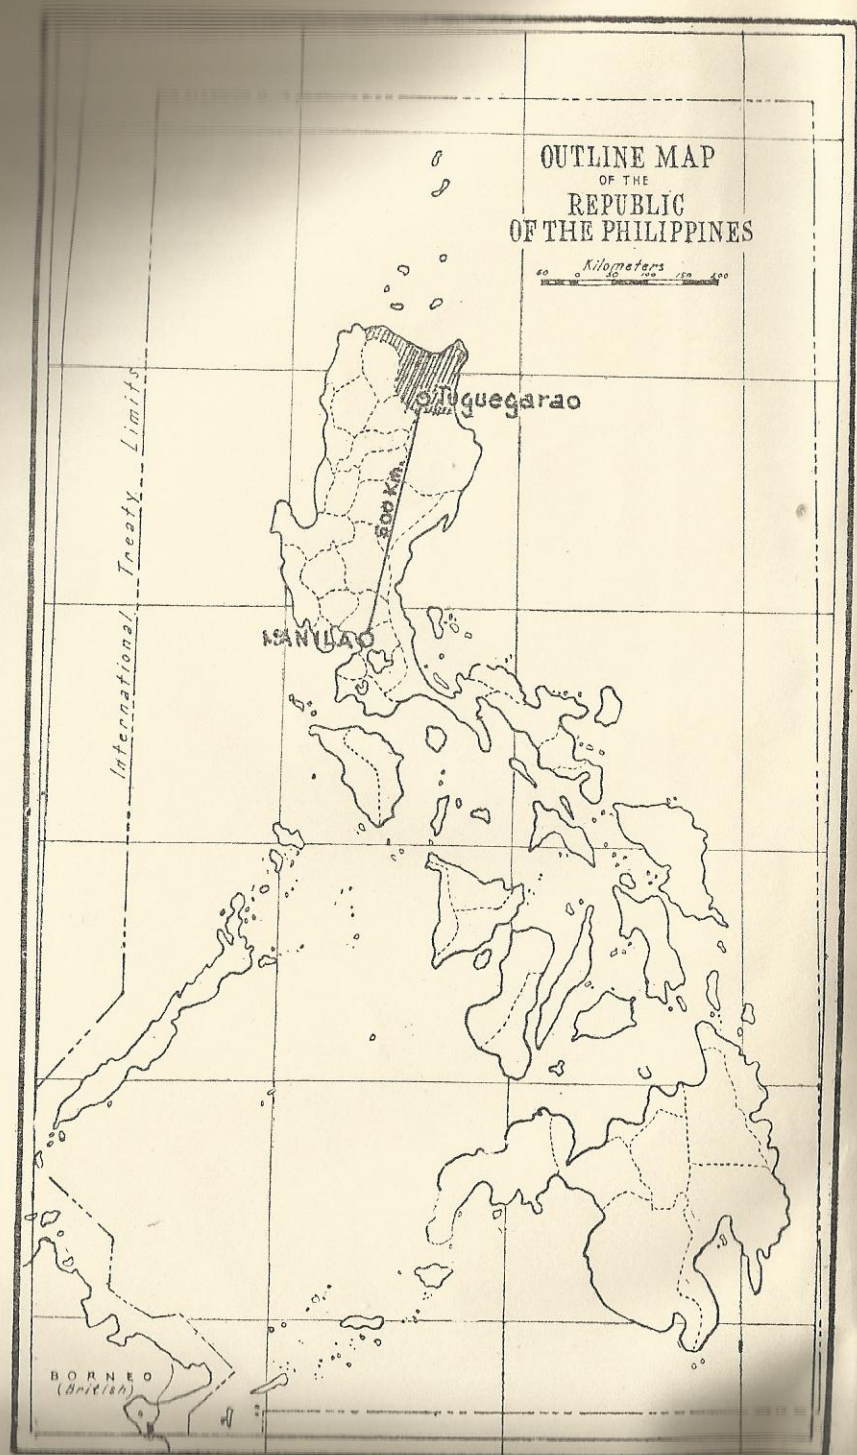 OUTLINE MAP
OF THE
REPUBLIC
OF THE PHILIPPINES
Kilometers
50 0 50 100 150 200
Tuguegarao
International Treaty Limits
Km.
MANILA
BORNEO
(British)